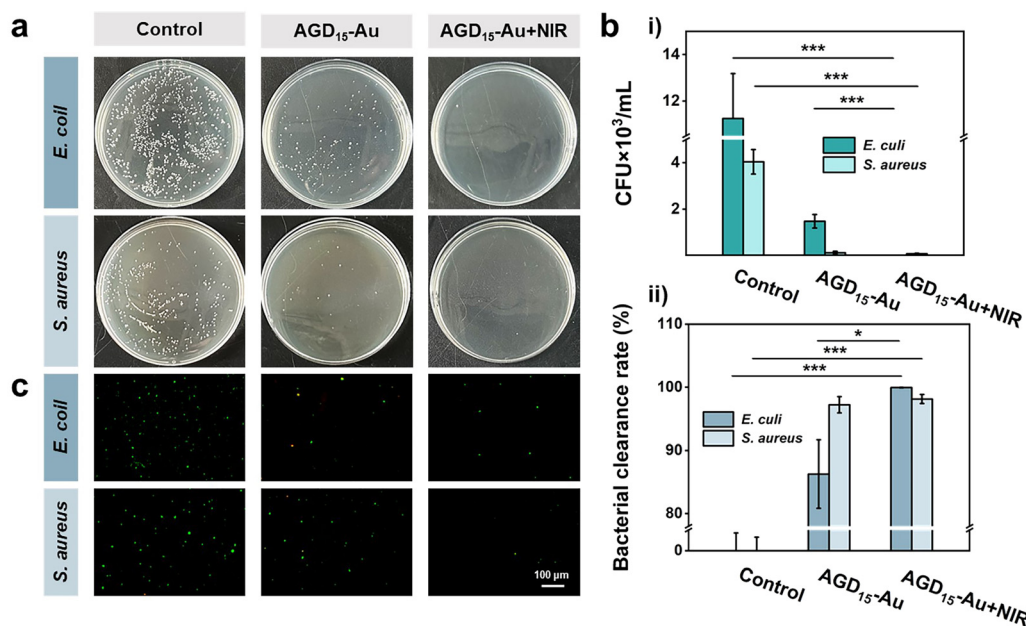 a
Control
AGD₁₅-Au
AGD₁₅-Au+NIR
E. coil
S. aureus
c
E. coil
S. aureus
100 µm
b
i)
CFU×10³/mL
14
12
4
2
***
***
***
E. culi
S. aureus
Control
AGD₁₅-Au
AGD₁₅-Au+NIR
ii)
Bacterial clearance rate (%)
110
100
90
80
0
*
***
***
E. culi
S. aureus
Control
AGD₁₅-Au
AGD₁₅-Au+NIR